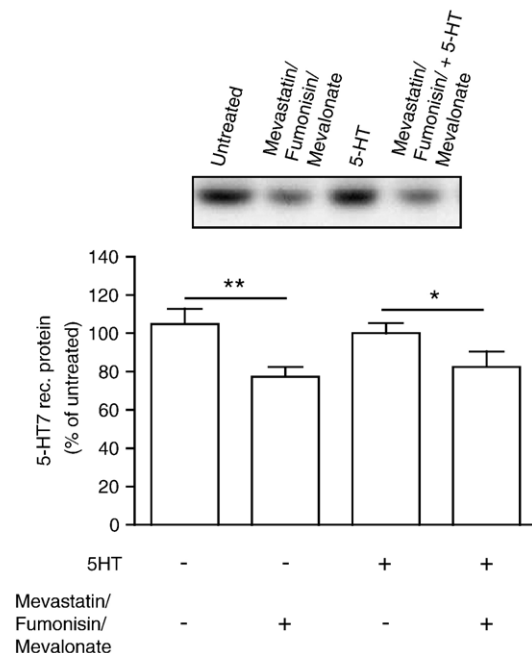 Untreated
Mevastatin/
Fumonisin/
Mevalonate
5-HT
Mevastatin/
Fumonisin/ + 5-HT
Mevalonate
**
*
5-HT7 rec. protein
(% of untreated)
140
120
100
80
60
40
20
0
5HT - - + +
Mevastatin/
Fumonisin/ - + - +
Mevalonate